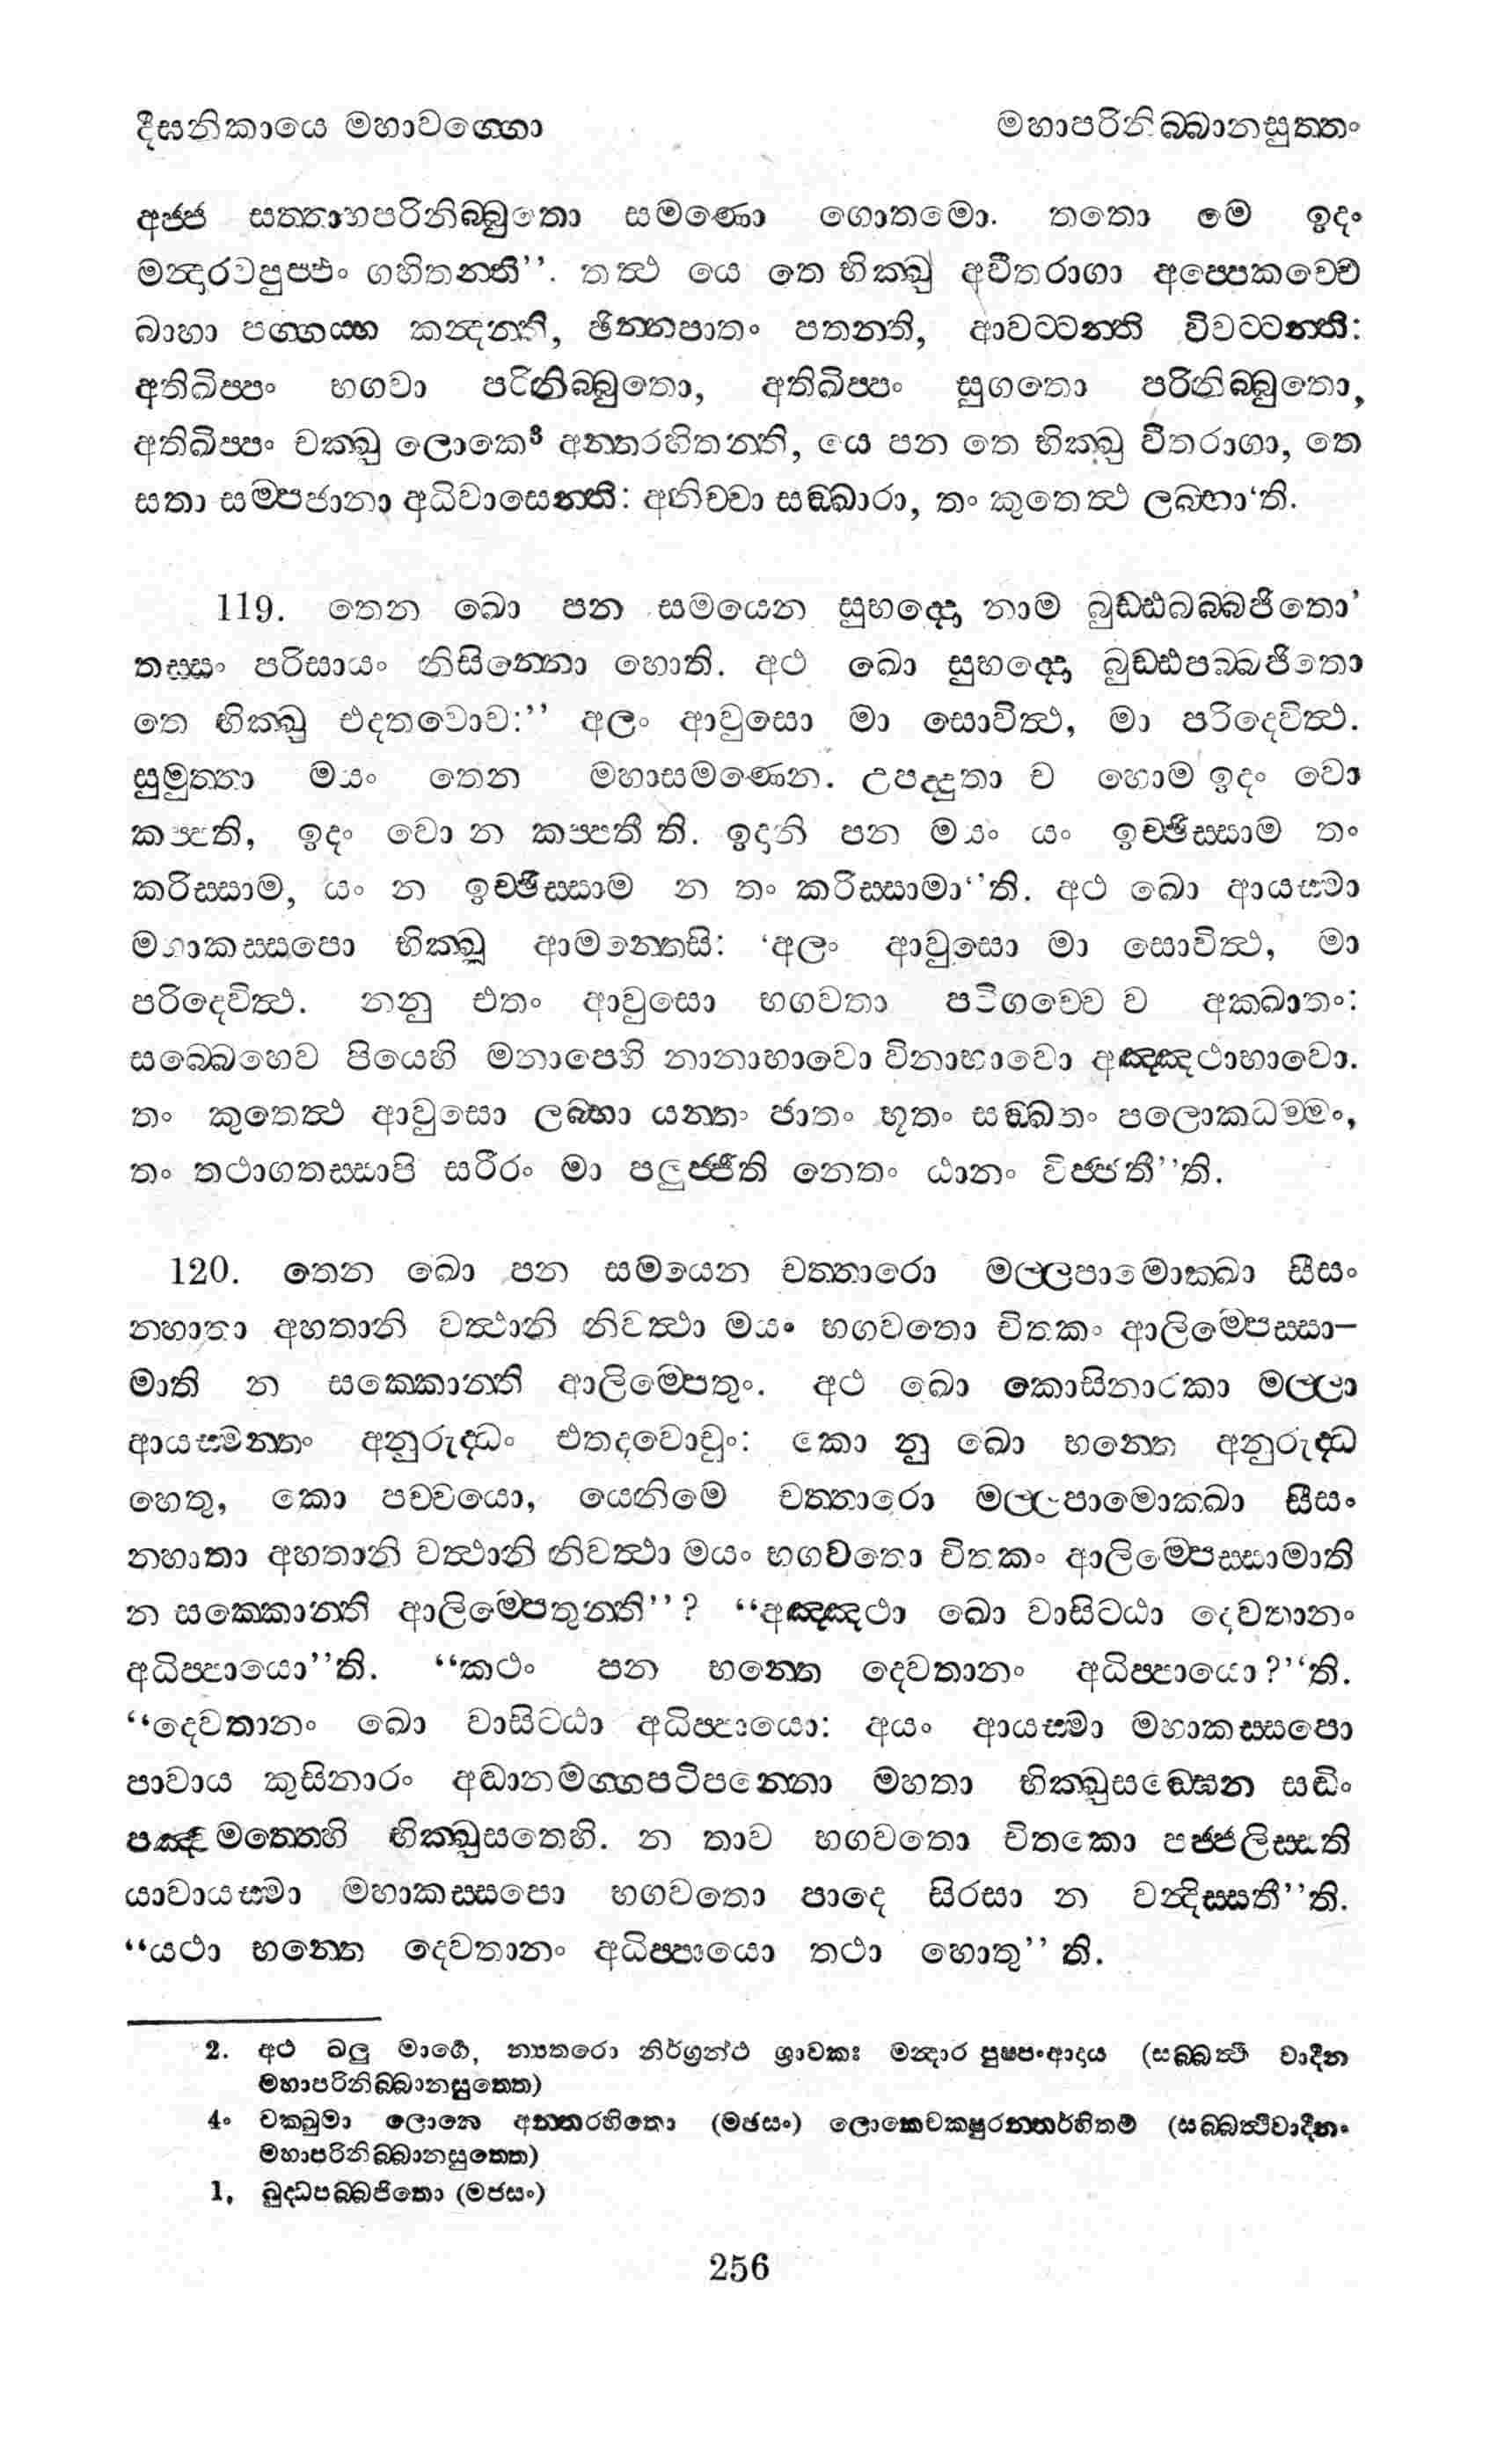 දීඝනිකායෙ මහාවග්ගො මහාපරිනිබ්බානසුත්තං
අජ්ජ සත්තාහපරිනිබ්බුතො සමණො ගොතමො. තතො මෙ ඉදං
මන්දාරවපුප්ඵං ගහිතන්ති’’. තත්ථ යෙ තෙ භික්ඛු අවීතරාගා අප්පෙකච්චෙ
බාහා පග්ගය්හ කන්දන්ති, ඡින්නපාතං පතන්ති, ආවට්ටන්ති විවට්ටන්ති:
අතිඛිප්පං භගවා පරිනිබ්බුතො, අතිඛිප්පං සුගතො පරිනිබ්බුතො,
අතිඛිප්පං චක්ඛු ලොකෙ³ අන්තරහිතන්ති, යෙ පන තෙ භික්ඛු වීතරාගා, තෙ
සතා සම්පජානා අධිවාසෙන්ති: අනිච්චා සඞ්ඛාරා, තං කුතෙත්ථ ලබ්භා‘ති.
119. තෙන ඛො පන සමයෙන සුභද්දො නාම බුඩ්ඪබබ්බජිතො’
තස්සං පරිසායං නිසින්නො හොති. අථ ඛො සුභද්දො බුඩ්ඪපබ්බජිතො
තෙ භික්ඛු එදතවොච:’’ අලං ආවුසො මා සොචිත්ථ, මා පරිදෙවිත්ථ.
සුමුත්තා මයං තෙන මහාසමණෙන. උපද්දුතා ච හොම ඉදං වො
කප්පති, ඉදං වො න කප්පතී ති. ඉදානි පන මයං යං ඉච්ඡිස්සාම තං
කරිස්සාම, යං න ඉච්ඡිස්සාම න තං කරිස්සාමා‘’ති. අථ ඛො ආයස්මා
මහාකස්සපො භික්ඛූ ආමන්තෙසි: ‘අලං ආවුසො මා සොචිත්ථ, මා
පරිදෙවිත්ථ. නනු එතං ආවුසො භගවතා පටිගච්චෙ ව අක්ඛාතං:
සබ්බෙහෙව පියෙහි මනාපෙහි නානාභාවො විනාභාවො අඤ්ඤථාභාවො.
තං කුතෙත්ථ ආවුසො ලබ්භා යන්තං ජාතං භූතං සඞ්ඛතං පලොකධම්මං,
තං තථාගතස්සාපි සරීරං මා පලුජ්ජීති නෙතං ඨානං විජ්ජතී’’ති.
120. තෙන ඛො පන සමයෙන චත්තාරො මල්ලපාමොක්ඛා සීසං
නහාතා අහතානි වත්ථානි නිවත්ථා මයං භගවතො චිතකං ආලිම්පෙස්සා–
මාති න සක්කොන්ති ආලිම්පෙතුං. අථ ඛො කොසිනාරකා මල්ලා
ආයස්මන්තං අනුරුද්ධං එතදවොචුං: කො නු ඛො භන්තෙ අනුරුද්ධ
හෙතු, කො පච්චයො, යෙනිමෙ චත්තාරො මල්ලපාමොක්ඛා සීසං
නහාතා අහතානි වත්ථානි නිවත්ථා මයං භගවතො චිතකං ආලිම්පෙස්සාමාති
න සක්කොන්ති ආලිම්පෙතුන්ති’’? ‘‘අඤ්ඤථා ඛො වාසිට්ඨා දෙවතානං
අධිප්පායො’’ති. ‘‘කථං පන භන්තෙ දෙවතානං අධිප්පායො?’‘ති.
‘‘දෙවතානං ඛො වාසිට්ඨා අධිප්පායො: අයං ආයස්මා මහාකස්සපො
පාවාය කුසිනාරං අද්ධානමග්ගපටිපන්නො මහතා භික්ඛුසඞ්ඝෙන සද්ධිං
පඤ්චමත්තෙහි භික්ඛුසතෙහි. න තාව භගවතො චිතකො පජ්ජලිස්සති
යාවායස්මා මහාකස්සපො භගවතො පාදෙ සිරසා න වන්දිස්සතී’’ති.
‘‘යථා භන්තෙ දෙවතානං අධිප්පායො තථා හොතු’’ ති.
2. අථ ඛලු මාර්ගෙ, න්‍යතරො නිර්ග්‍රන්ථ ශ්‍රාවකඃ මන්දාර පුෂ්පංආදාය (සබ්බත්ථි වාදීන
මහාපරිනිබ්බානසුත්තෙ)
4. චක්ඛුමා ලොකෙ අන්තරහිතො (මඡසං) ලොකෙචක්ෂුරන්තර්හිතම් (සබ්බත්ථිවාදීනං
මහාපරිනිබ්බානසුත්තෙ)
1, බුද්ධපබ්බජිතො (මජසං)
256